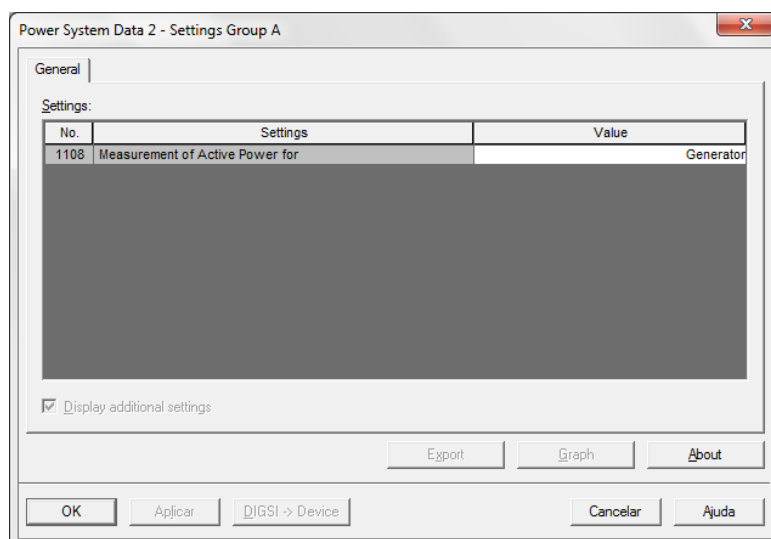 Power System Data 2 - Settings Group A
General
Settings:
No. Settings Value
1108 Measurement of Active Power for Generator
Display additional settings
Export Graph About
OK Aplicar DIGSI -> Device Cancelar Ajuda